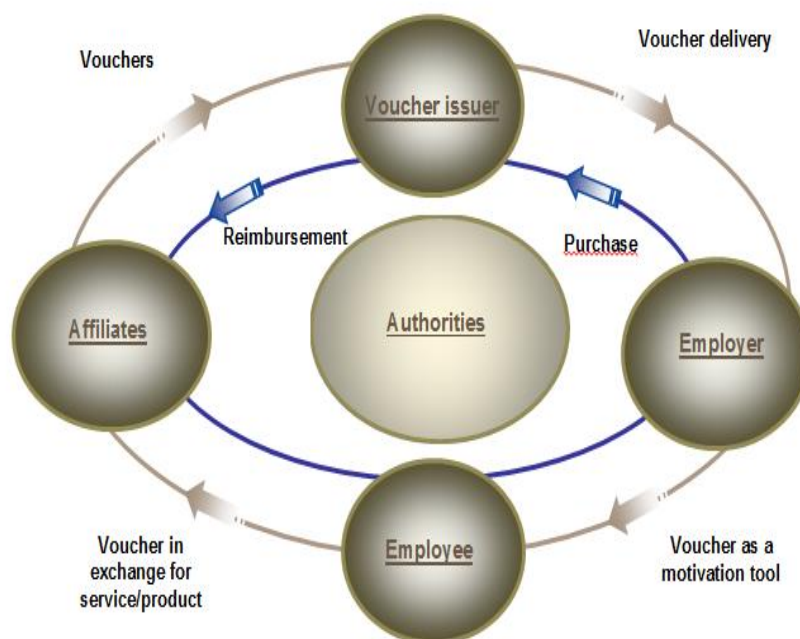 Vouchers
Voucher delivery
Voucher issuer
Reimbursement
Purchase
Affiliates
Authorities
Employer
Employee
Voucher in
exchange for
service/product
Voucher as a
motivation tool